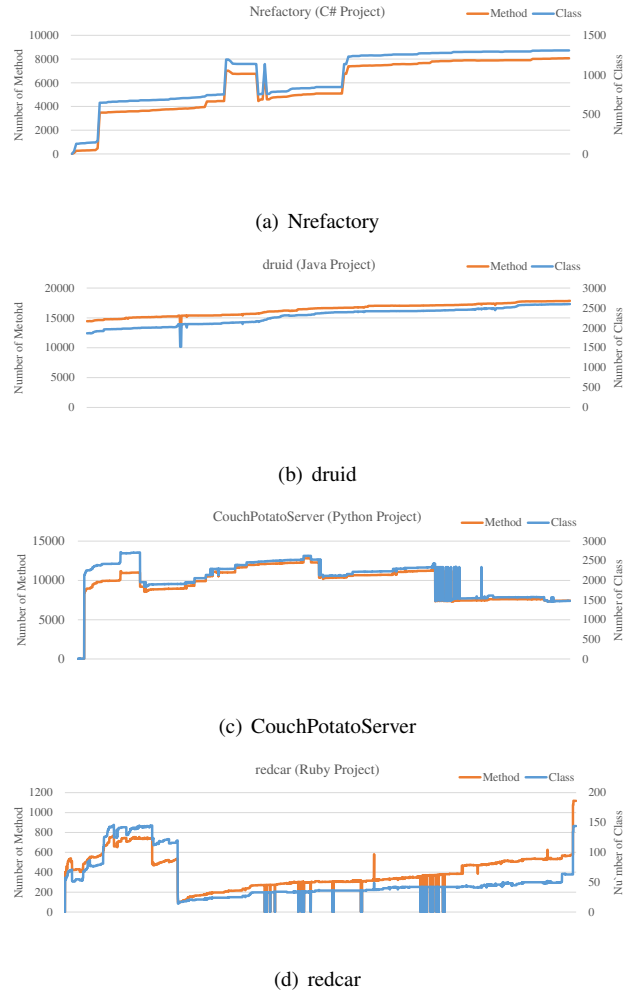 Nrefactory (C# Project)
Method Class
10000
8000
6000
4000
2000
0
1500
1000
500
0
Number of Method
Number of Class
(a) Nrefactory
druid (Java Project)
Method Class
20000
15000
10000
5000
0
3000
2500
2000
1500
1000
500
0
Number of Metohd
Number of Class
(b) druid
CouchPotatoServer (Python Project)
Method Class
15000
10000
5000
0
3000
2500
2000
1500
1000
500
0
Number of Method
Number of Class
(c) CouchPotatoServer
redcar (Ruby Project)
Method Class
1200
1000
800
600
400
200
0
200
150
100
50
0
Number of Method
Nu`mber of Class
(d) redcar